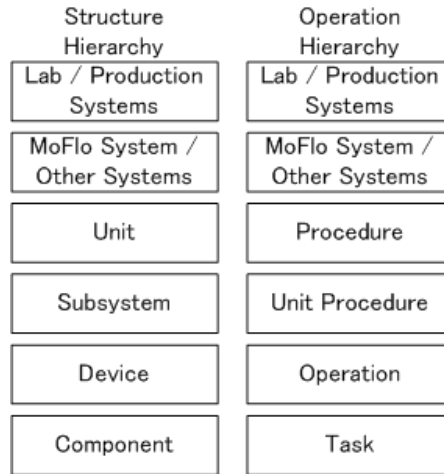 Structure
Hierarchy
Lab / Production
Systems
MoFlo System /
Other Systems
Unit
Subsystem
Device
Component
Operation
Hierarchy
Lab / Production
Systems
MoFlo System /
Other Systems
Procedure
Unit Procedure
Operation
Task